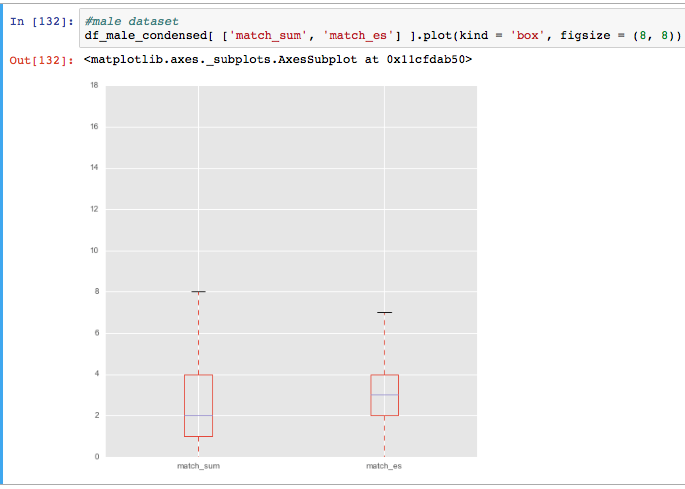 In [132]: #male dataset
df_male_condensed[ ['match_sum', 'match_es'] ].plot(kind = 'box', figsize = (8, 8))
Out[132]: <matplotlib.axes._subplots.AxesSubplot at 0x11cfdab50>
18
16
14
12
10
8
6
4
2
0
match_sum match_es